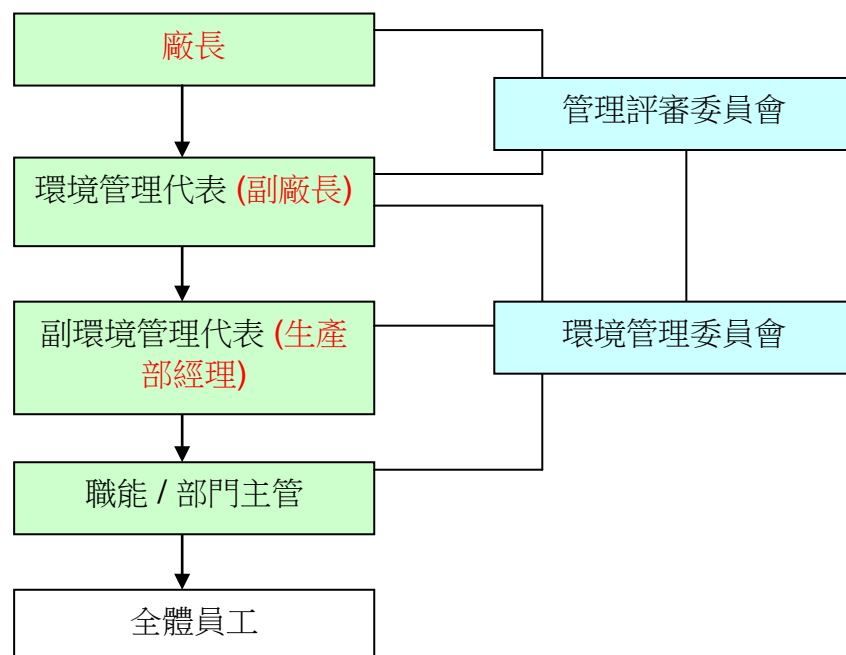 廠長
管理評審委員會
環境管理代表 (副廠長)
副環境管理代表 (生產
部經理)
環境管理委員會
職能 / 部門主管
全體員工